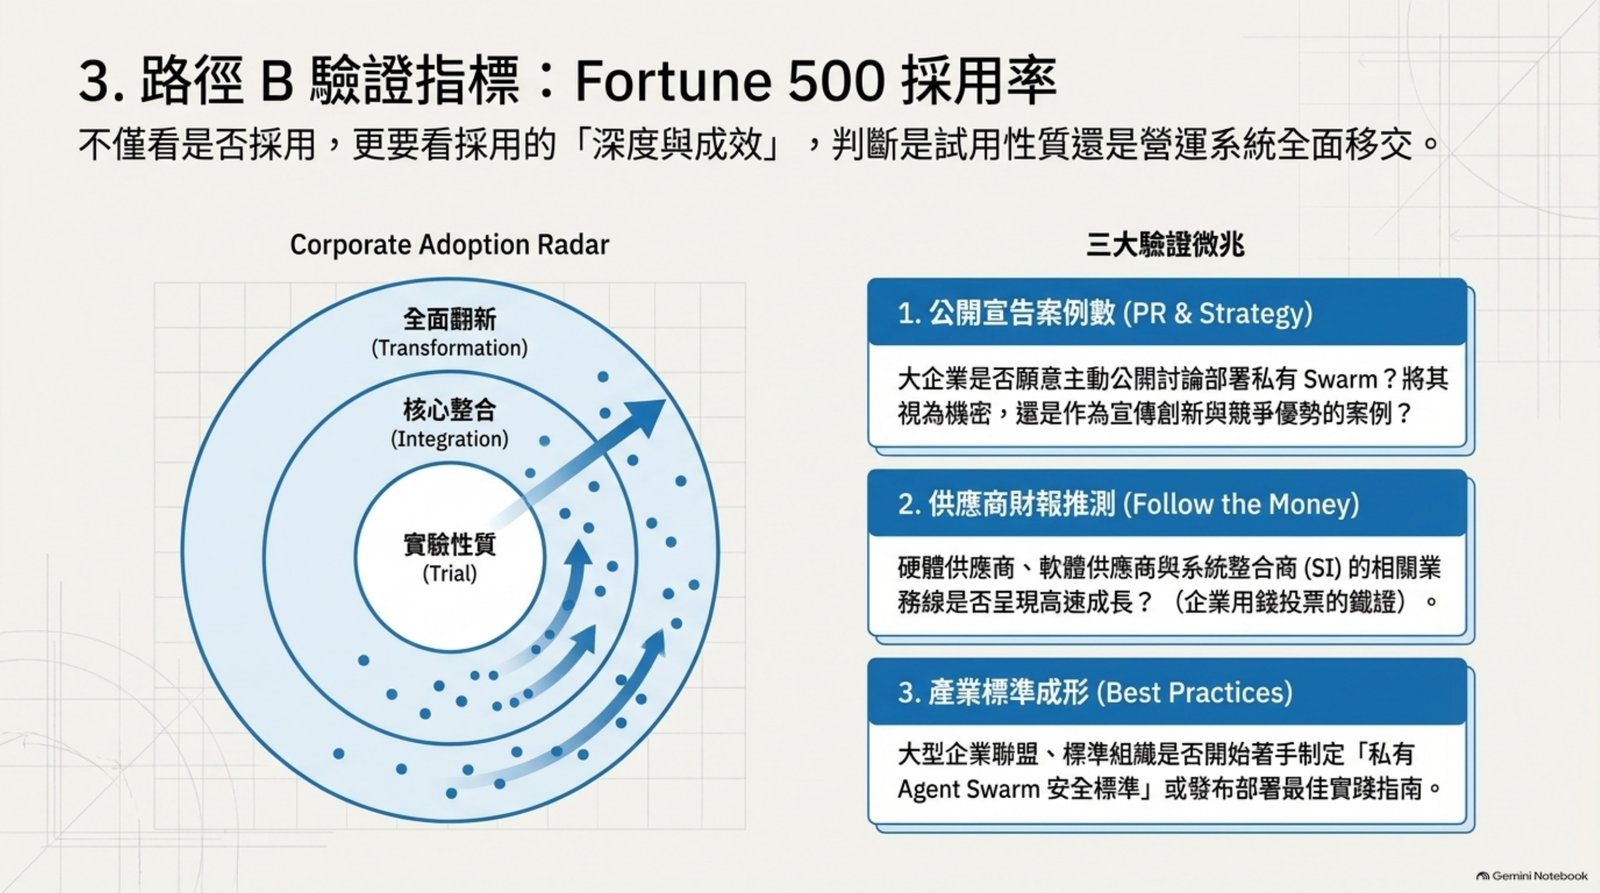 3. 路徑 B 驗證指標：Fortune 500 採用率
不僅看是否採用，更要看採用的「深度與成效」，判斷是試用性質還是營運系統全面移交。
Corporate Adoption Radar
全面翻新
(Transformation)
核心整合
(Integration)
實驗性質
(Trial)
三大驗證微兆
1. 公開宣告案例數 (PR & Strategy)
大企業是否願意主動公開討論部署私有 Swarm？將其
視為機密，還是作為宣傳創新與競爭優勢的案例？
2. 供應商財報推測 (Follow the Money)
硬體供應商、軟體供應商與系統整合商 (SI) 的相關業
務線是否呈現高速成長？（企業用錢投票的鐵證）。
3. 產業標準成形 (Best Practices)
大型企業聯盟、標準組織是否開始著手制定「私有
Agent Swarm 安全標準」或發布部署最佳實踐指南。
Gemini Notebook